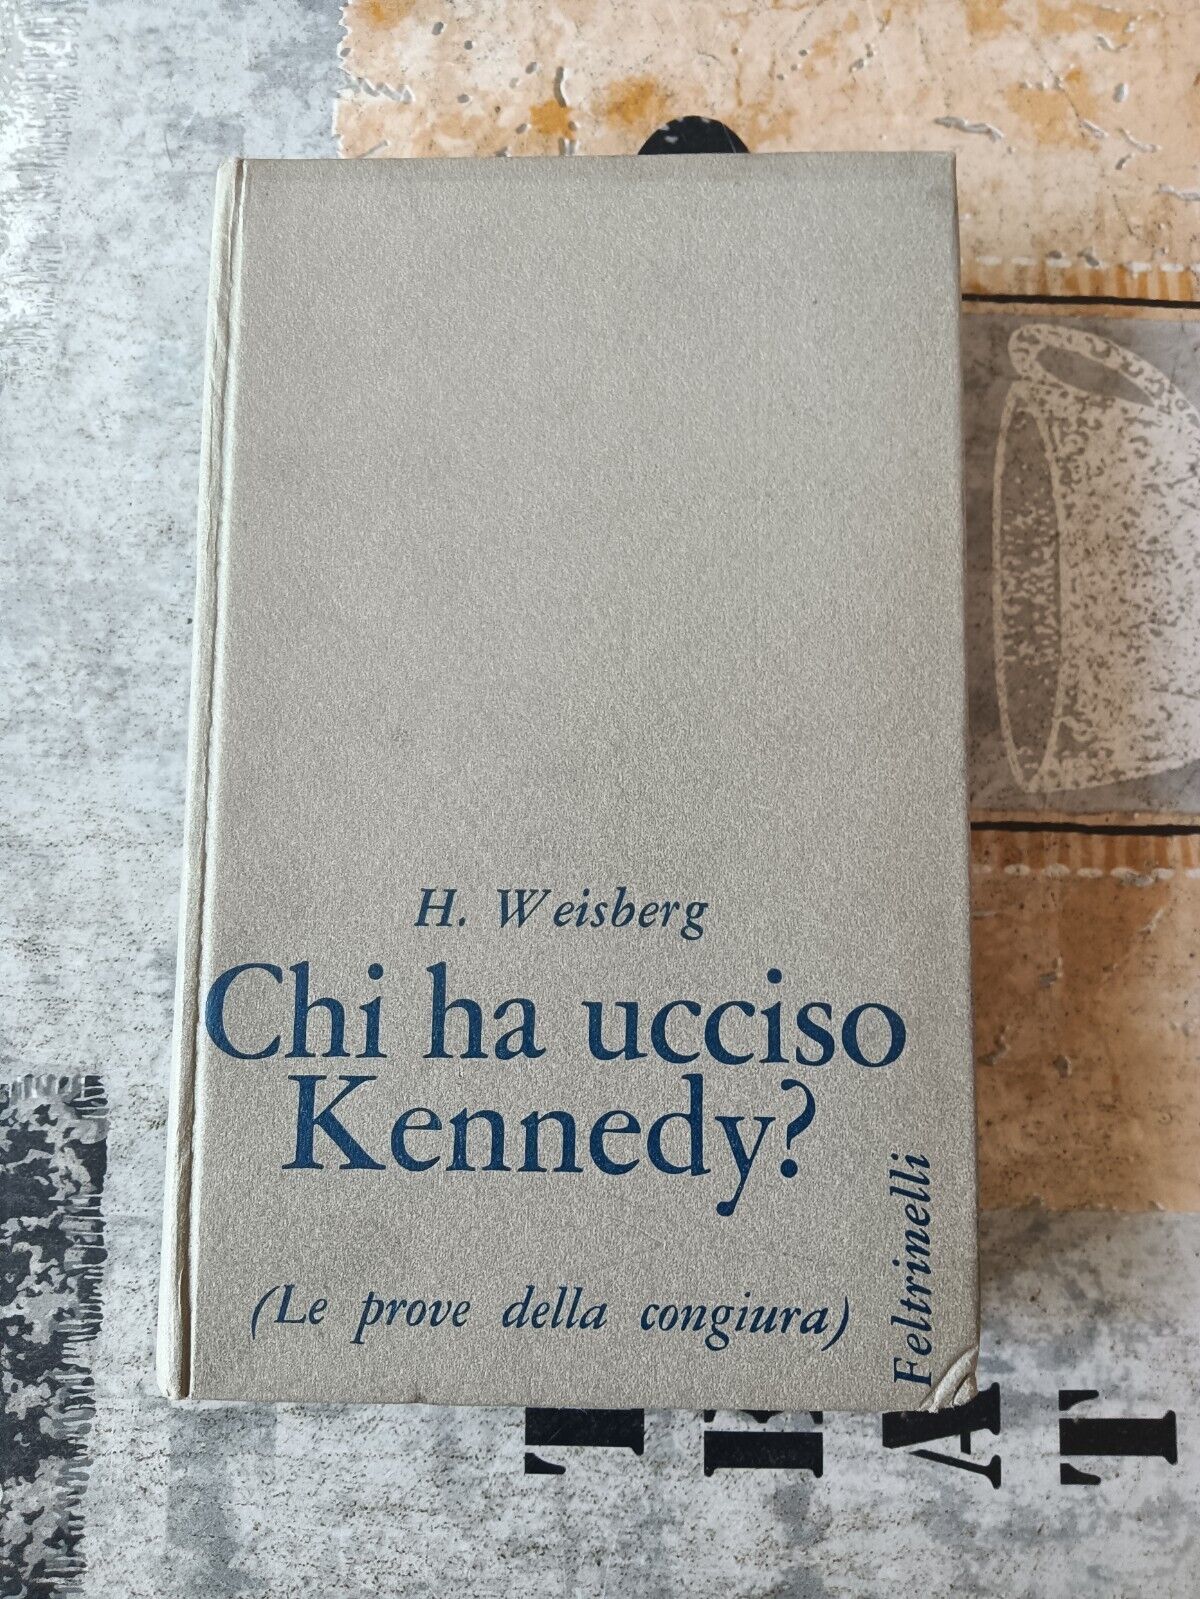 H. Weisberg
Chi ha ucciso
Kennedy?
(Le prove della congiura)
Feltrinelli